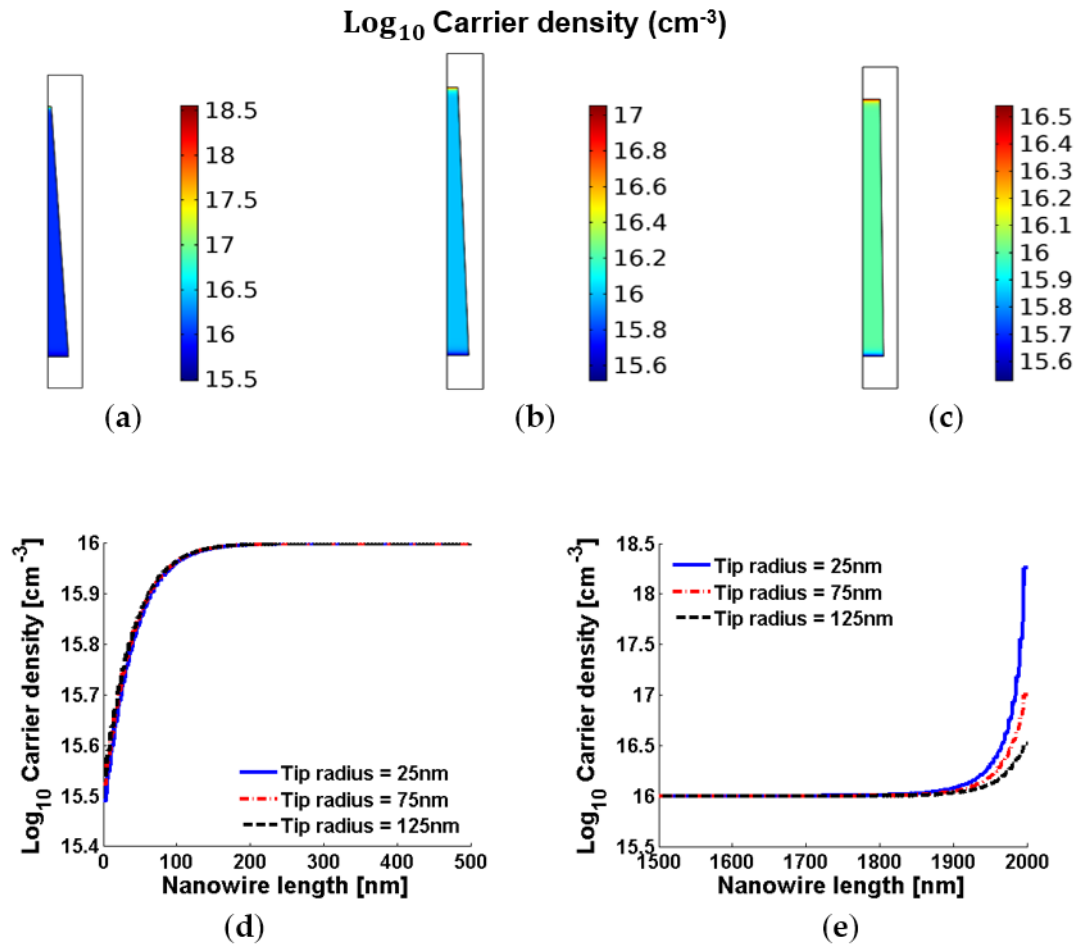 Log₁₀ Carrier density (cm⁻³)
18.5
18
17.5
17
16.5
16
15.5
17
16.8
16.6
16.4
16.2
16
15.8
15.6
16.5
16.4
16.3
16.2
16.1
16
15.9
15.8
15.7
15.6
(a)
(b)
(c)
Log₁₀ Carrier density [cm⁻³]
16
15.9
15.8
15.7
15.6
15.5
15.4
Tip radius = 25nm
Tip radius = 75nm
Tip radius = 125nm
0 100 200 300 400 500
Nanowire length [nm]
(d)
Log₁₀ Carrier density [cm⁻³]
18.5
18
17.5
17
16.5
16
15.5
Tip radius = 25nm
Tip radius = 75nm
Tip radius = 125nm
1500 1600 1700 1800 1900 2000
Nanowire length [nm]
(e)